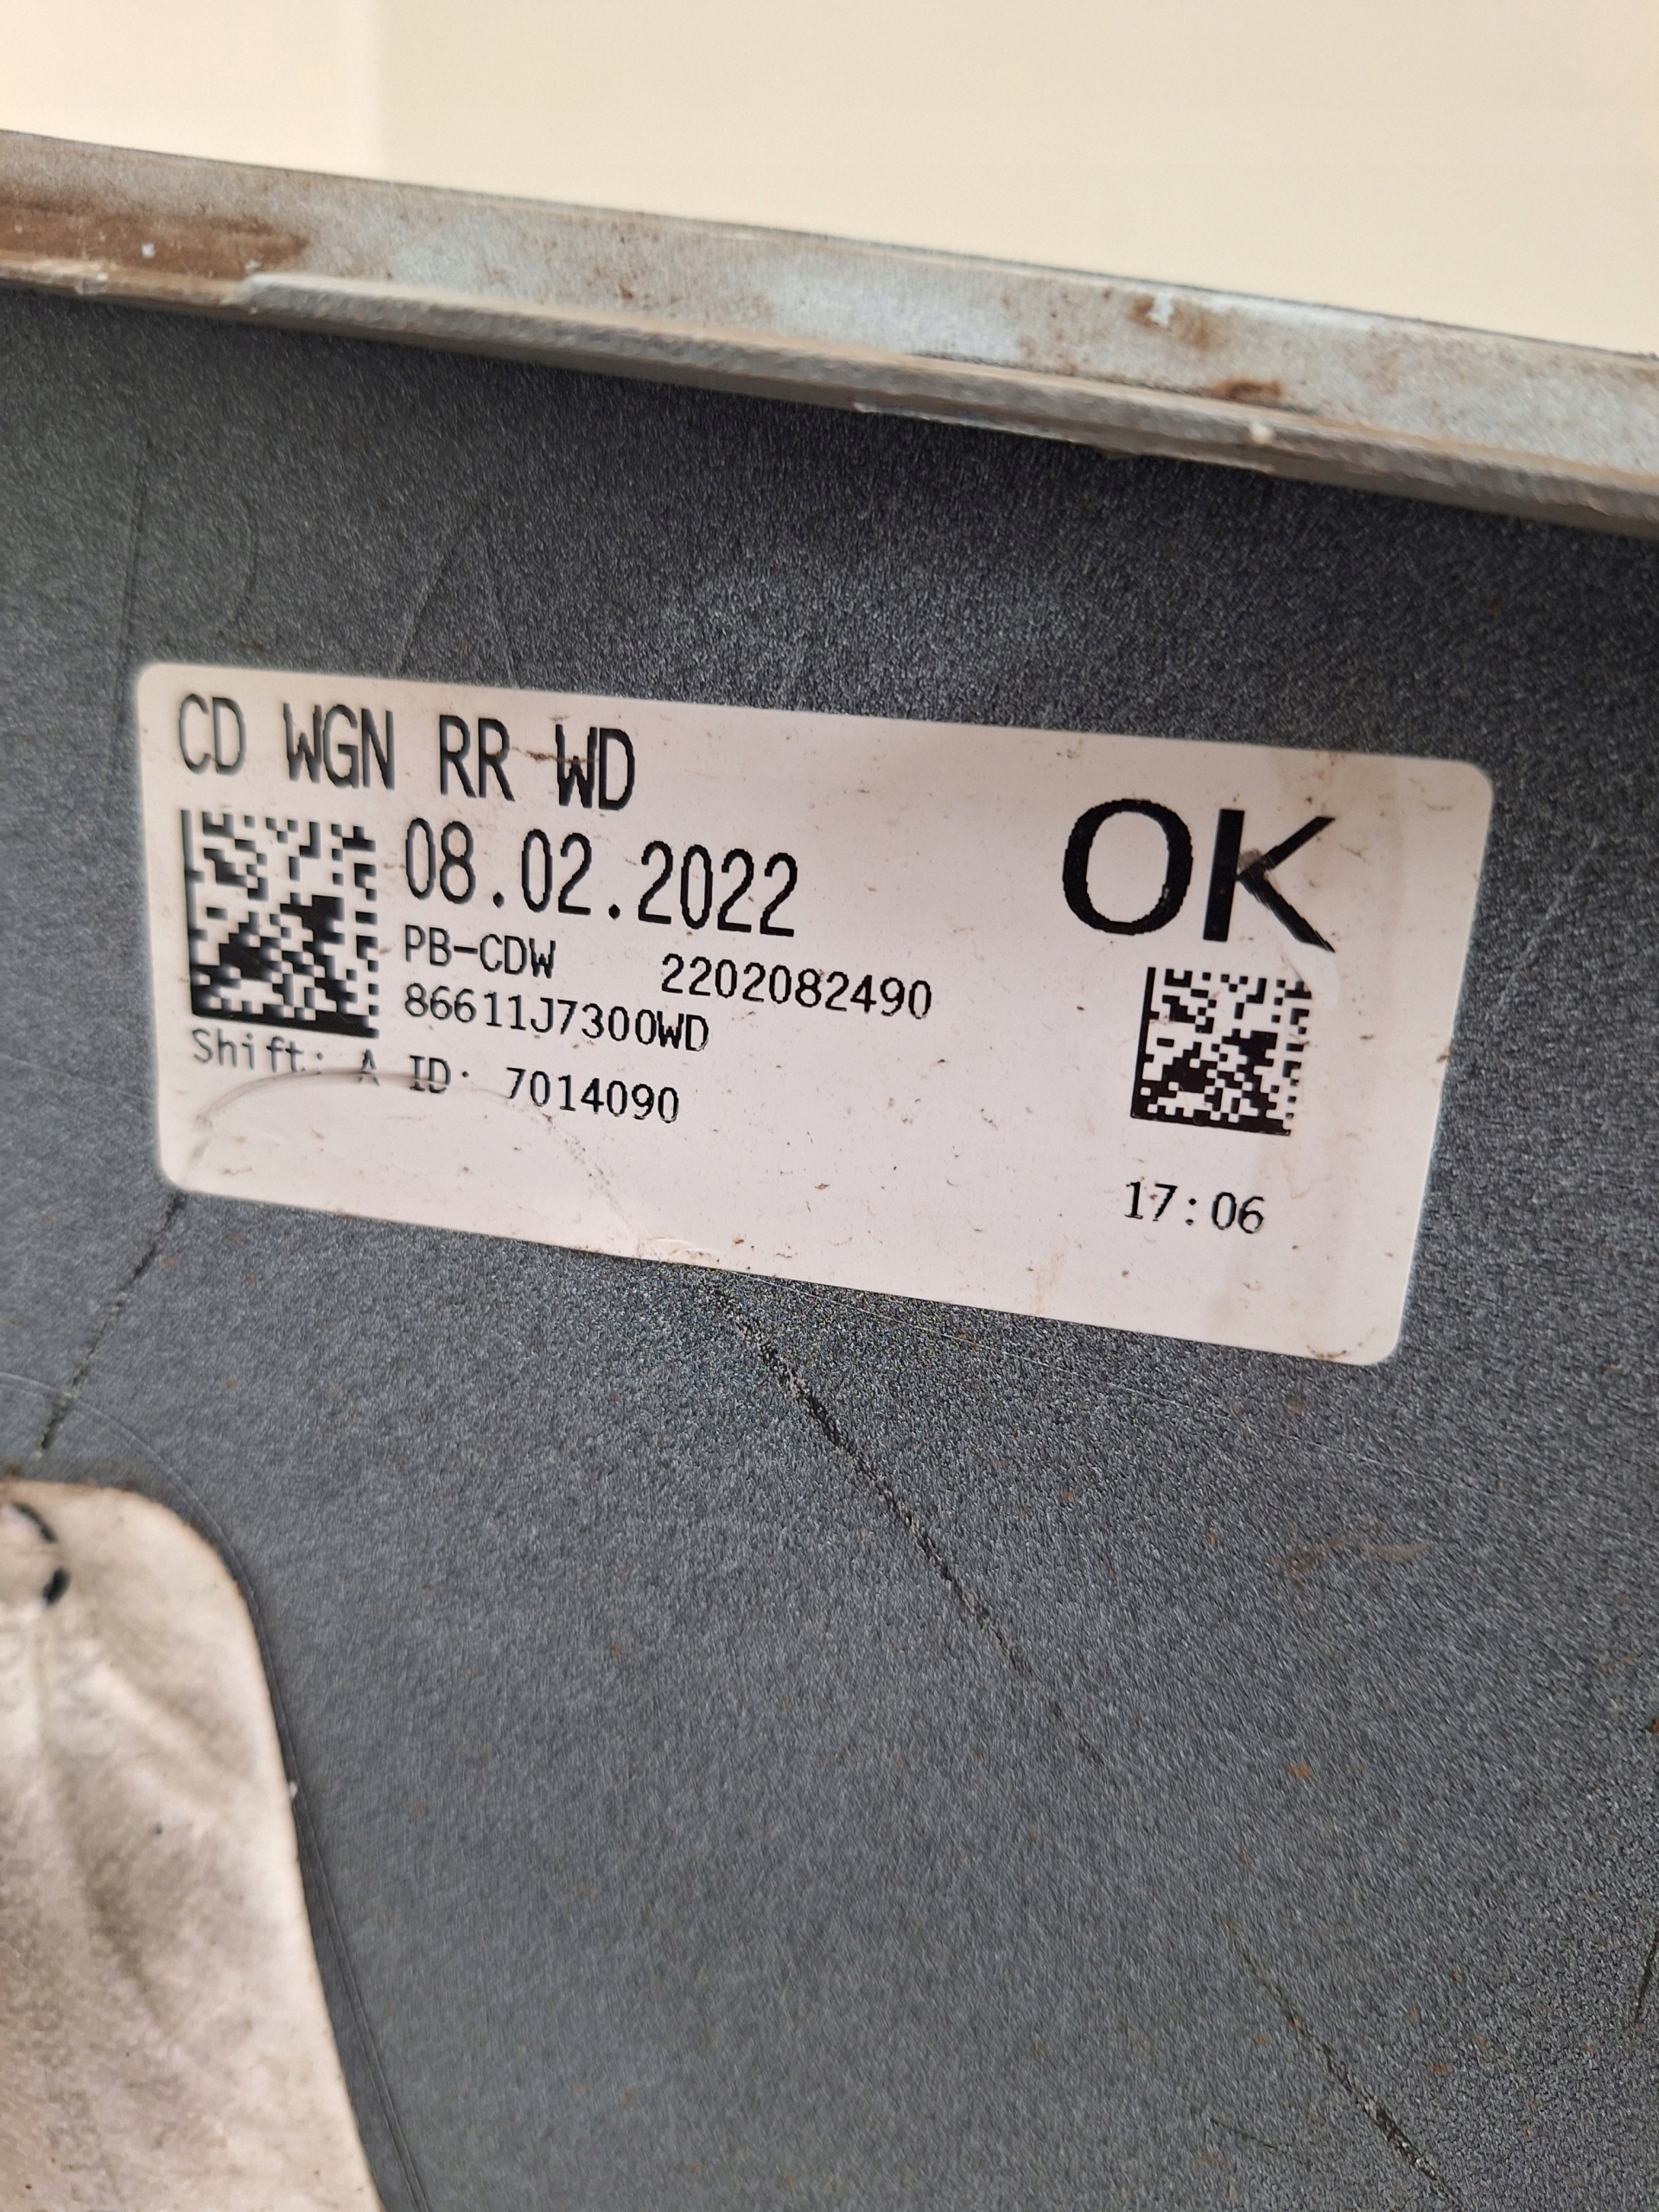 CD WGN RR WD
08.02.2022
OK
PB-CDW 2202082490
86611J7300WD
Shift: A ID: 7014090
17:06